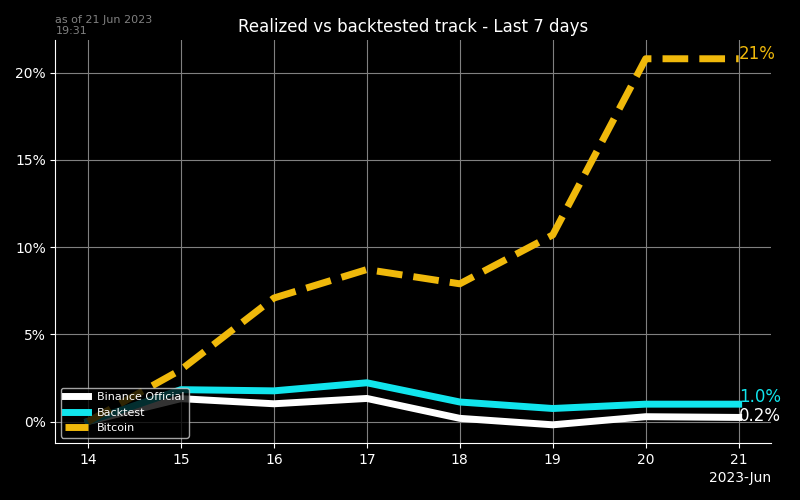 as of 21 Jun 2023
19:31
Realized vs backtested track - Last 7 days
20%
15%
10%
5%
0%
21%
1.0%
0.2%
Binance Official
Backtest
Bitcoin
14 15 16 17 18 19 20 21
2023-Jun